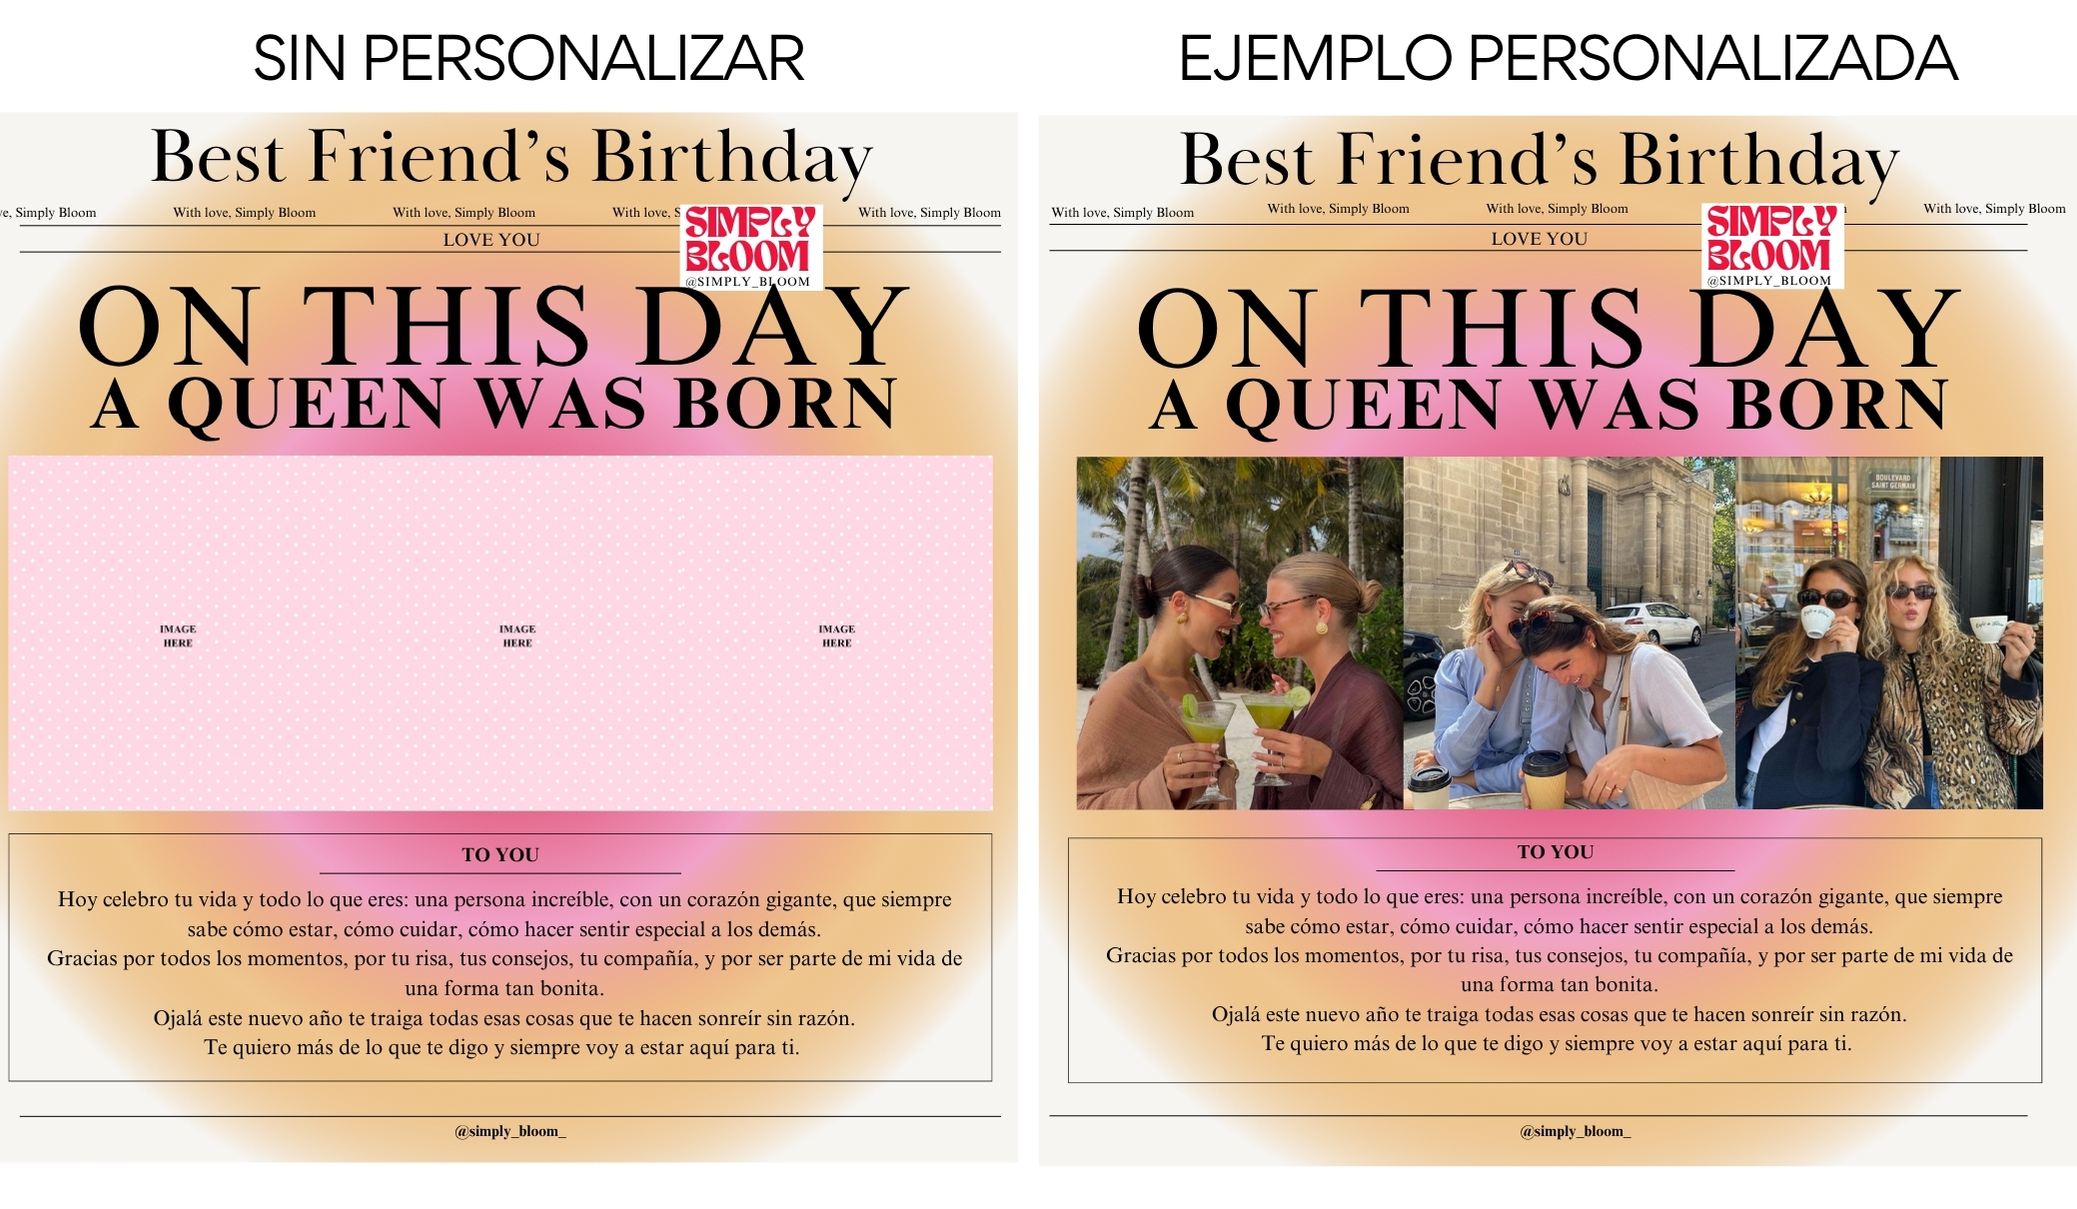 SIN PERSONALIZAR
Best Friend's Birthday
ve, Simply Bloom With love, Simply Bloom With love, Simply Bloom With love, S With love, Simply Bloom
SIMPLY
BLOOM
@SIMPLY_BLOOM
LOVE YOU
ON THIS DAY
A QUEEN WAS BORN
IMAGE
HERE
IMAGE
HERE
IMAGE
HERE
TO YOU
Hoy celebro tu vida y todo lo que eres: una persona increíble, con un corazón gigante, que siempre
sabe cómo estar, cómo cuidar, cómo hacer sentir especial a los demás.
Gracias por todos los momentos, por tu risa, tus consejos, tu compañía, y por ser parte de mi vida de
una forma tan bonita.
Ojalá este nuevo año te traiga todas esas cosas que te hacen sonreír sin razón.
Te quiero más de lo que te digo y siempre voy a estar aquí para ti.
@simply_bloom_
EJEMPLO PERSONALIZADA
Best Friend's Birthday
With love, Simply Bloom With love, Simply Bloom With love, Simply Bloom With love, Simply Bloom
SIMPLY
BLOOM
@SIMPLY_BLOOM
LOVE YOU
ON THIS DAY
A QUEEN WAS BORN
BOULEVARD
SAINT GERMAIN
TO YOU
Hoy celebro tu vida y todo lo que eres: una persona increíble, con un corazón gigante, que siempre
sabe cómo estar, cómo cuidar, cómo hacer sentir especial a los demás.
Gracias por todos los momentos, por tu risa, tus consejos, tu compañía, y por ser parte de mi vida de
una forma tan bonita.
Ojalá este nuevo año te traiga todas esas cosas que te hacen sonreír sin razón.
Te quiero más de lo que te digo y siempre voy a estar aquí para ti.
@simply_bloom_